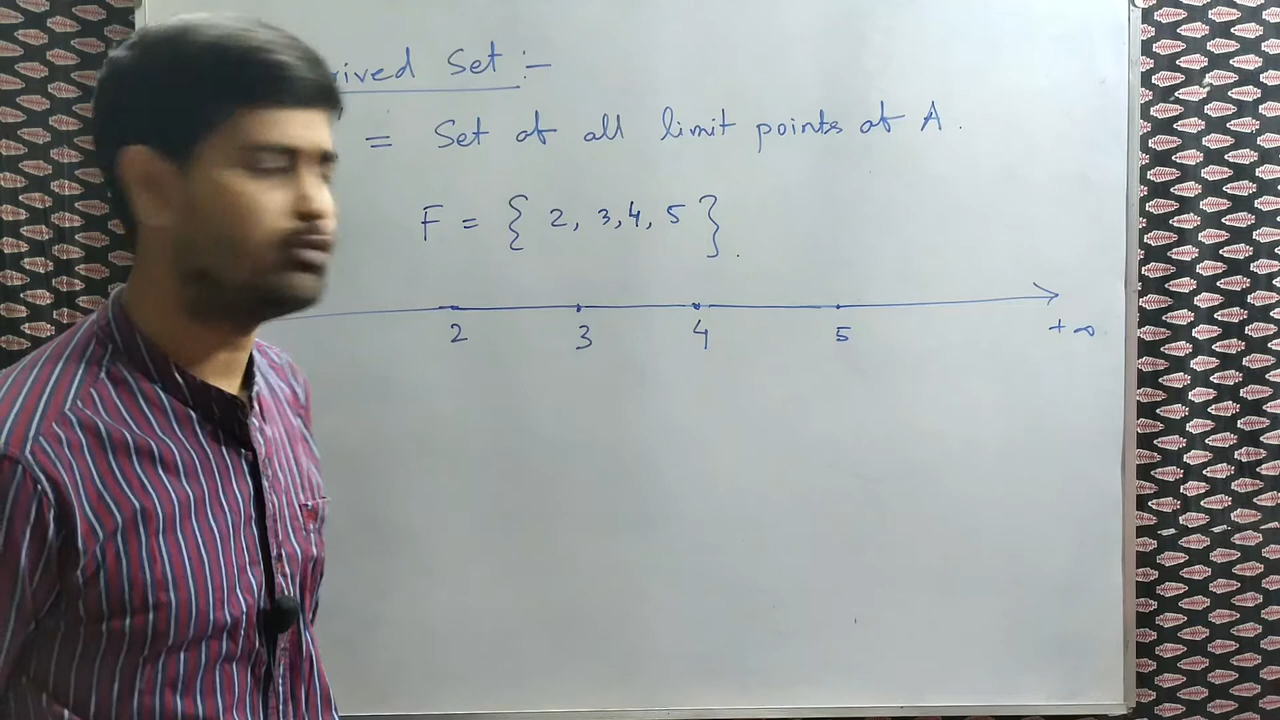 rived Set :-
= Set of all limit points of A.
F = { 2, 3, 4, 5 }.
2 3 4 5 + ∞